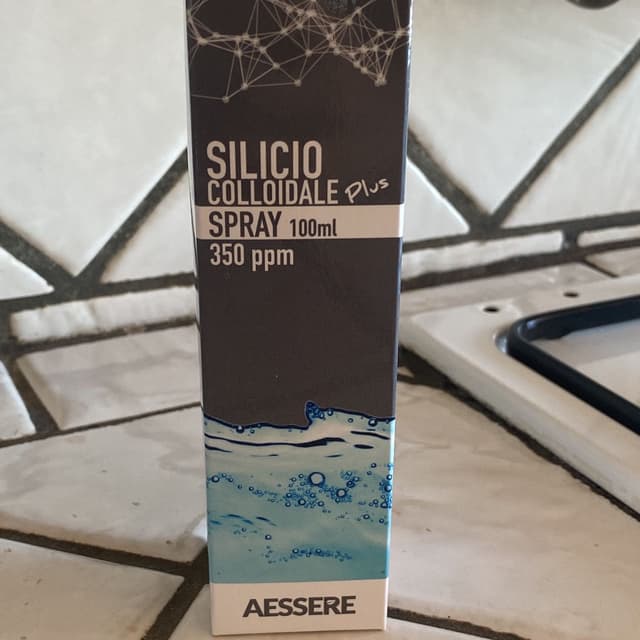 SILICIO
COLLOIDALE Plus
SPRAY 100ml
350 ppm
AESSERE